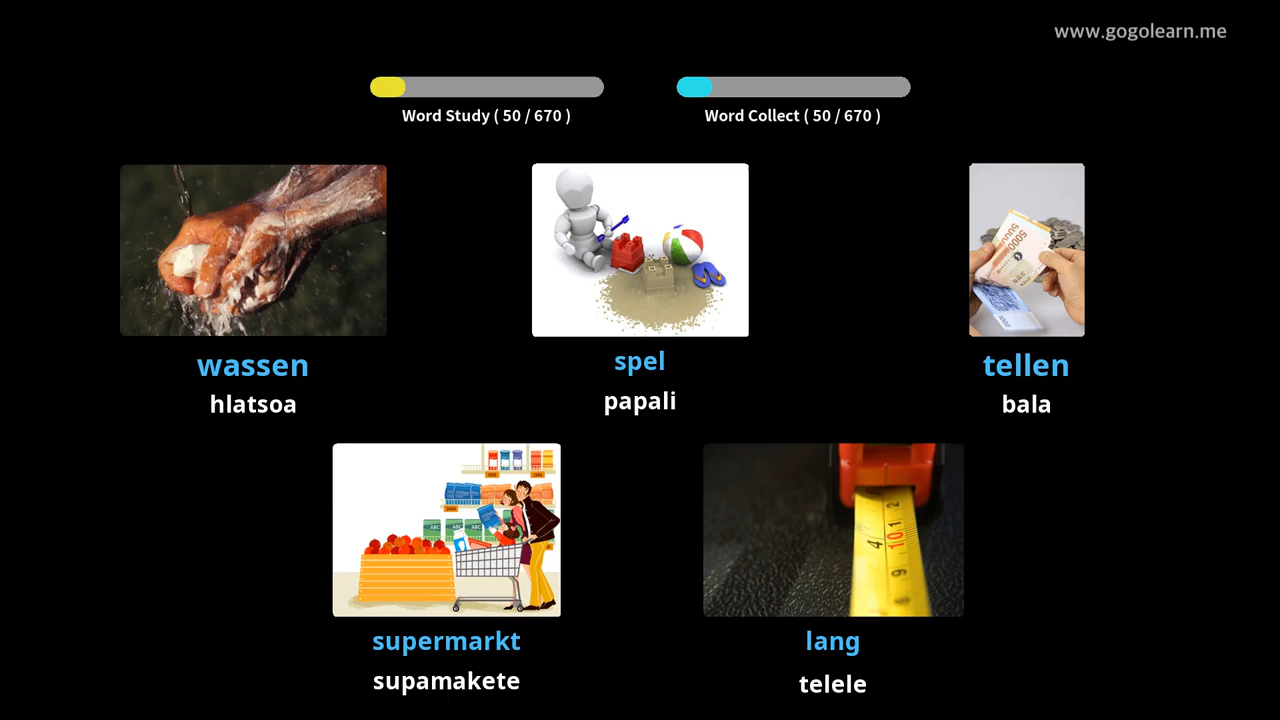 www.gogolearn.me
Word Study ( 50 / 670 )
Word Collect ( 50 / 670 )
wassen
hlatsoa
spel
papali
tellen
bala
supermarkt
supamakete
lang
telele